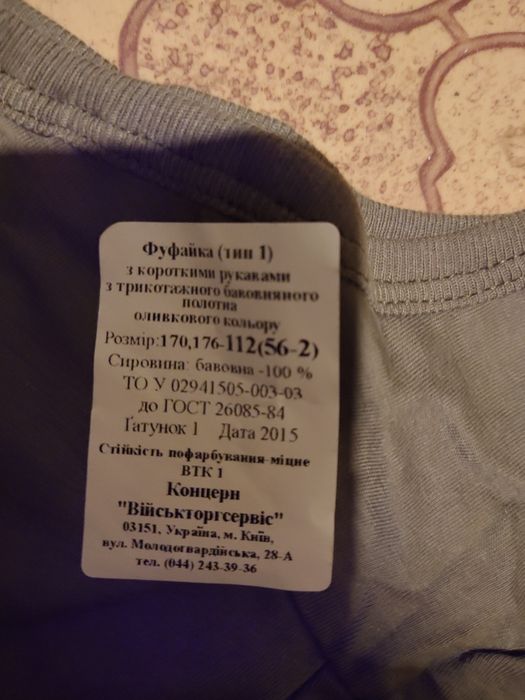 Фуфайка (тип 1)
з короткими рукавами
з трикотажного бавовняного
полотна
оливкового кольору
Розмір:170,176-112(56-2)
Сировина: бавовна -100 %
ТО У 02941505-003-03
до ГОСТ 26085-84
Ґатунок 1 Дата 2015
Стійкість пофарбування-міцне
ВТК 1
Концерн
"Військторгсервіс"
03151, Україна, м. Київ,
вул. Молодогвардійська, 28-А
тел. (044) 243-39-36